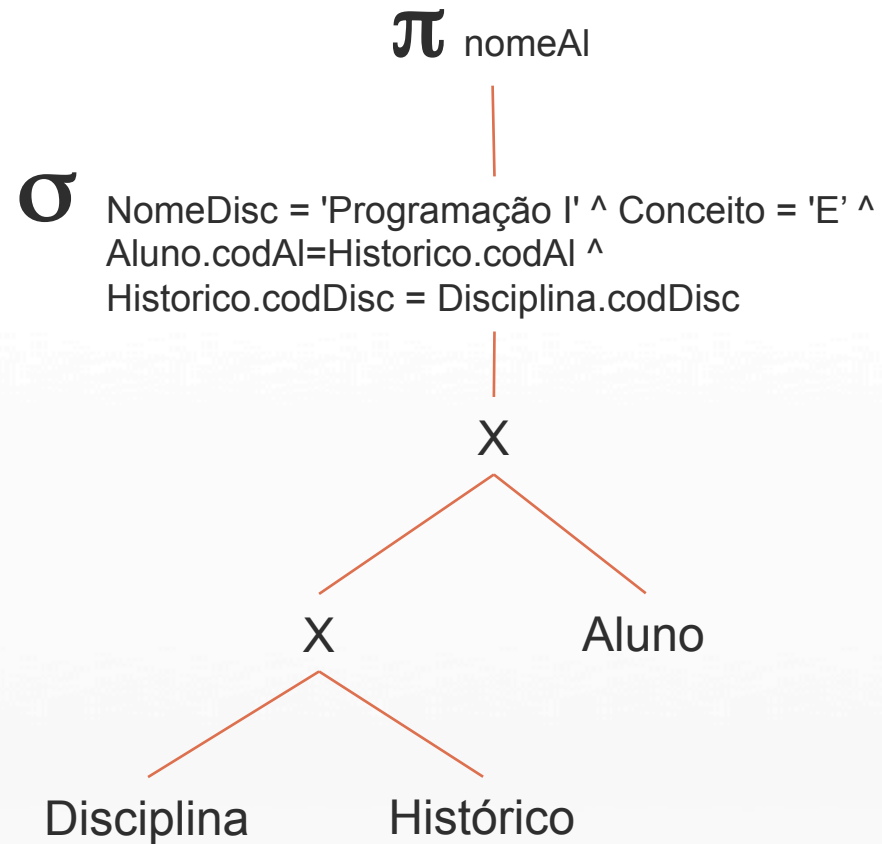 π nomeAl
σ NomeDisc = 'Programação I' ^ Conceito = 'E’ ^
Aluno.codAl=Historico.codAl ^
Historico.codDisc = Disciplina.codDisc
X
X Aluno
Disciplina Histórico